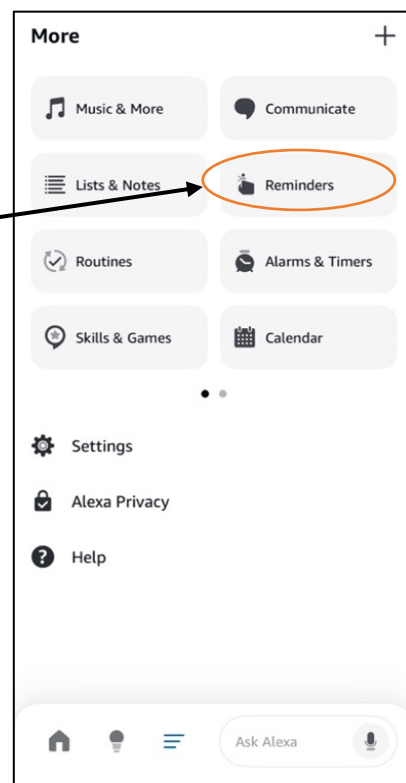 More
Music & More
Communicate
Lists & Notes
Reminders
Routines
Alarms & Timers
Skills & Games
Calendar
Settings
Alexa Privacy
Help
Ask Alexa